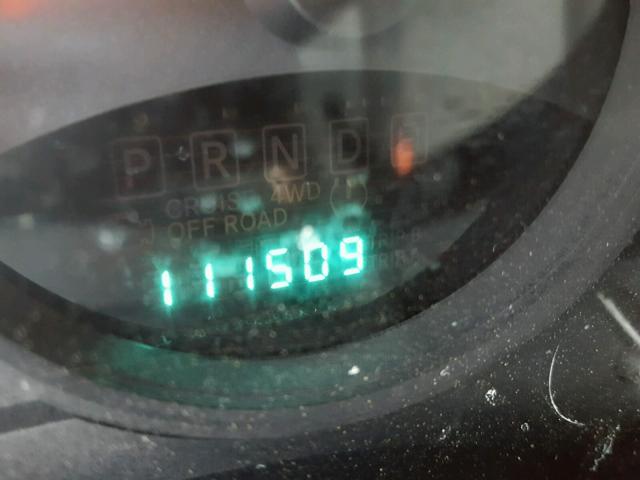 P R N D
CRUISE 4WD (!)
OFF ROAD
111509